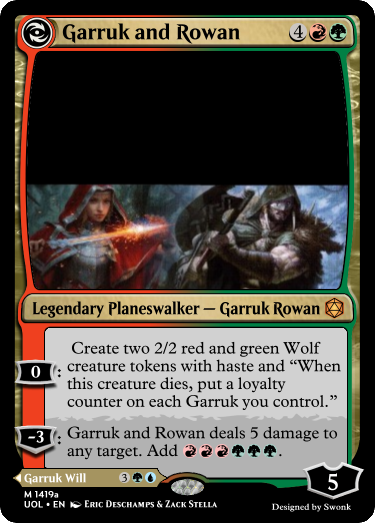 Garruk and Rowan 4
Legendary Planeswalker — Garruk Rowan
0: Create two 2/2 red and green Wolf
creature tokens with haste and “When
this creature dies, put a loyalty
counter on each Garruk you control.”
-3: Garruk and Rowan deals 5 damage to
any target. Add .
5
Garruk Will 3
M 1419a
UOL • EN Eric Deschamps & Zack Stella
Designed by Swonk